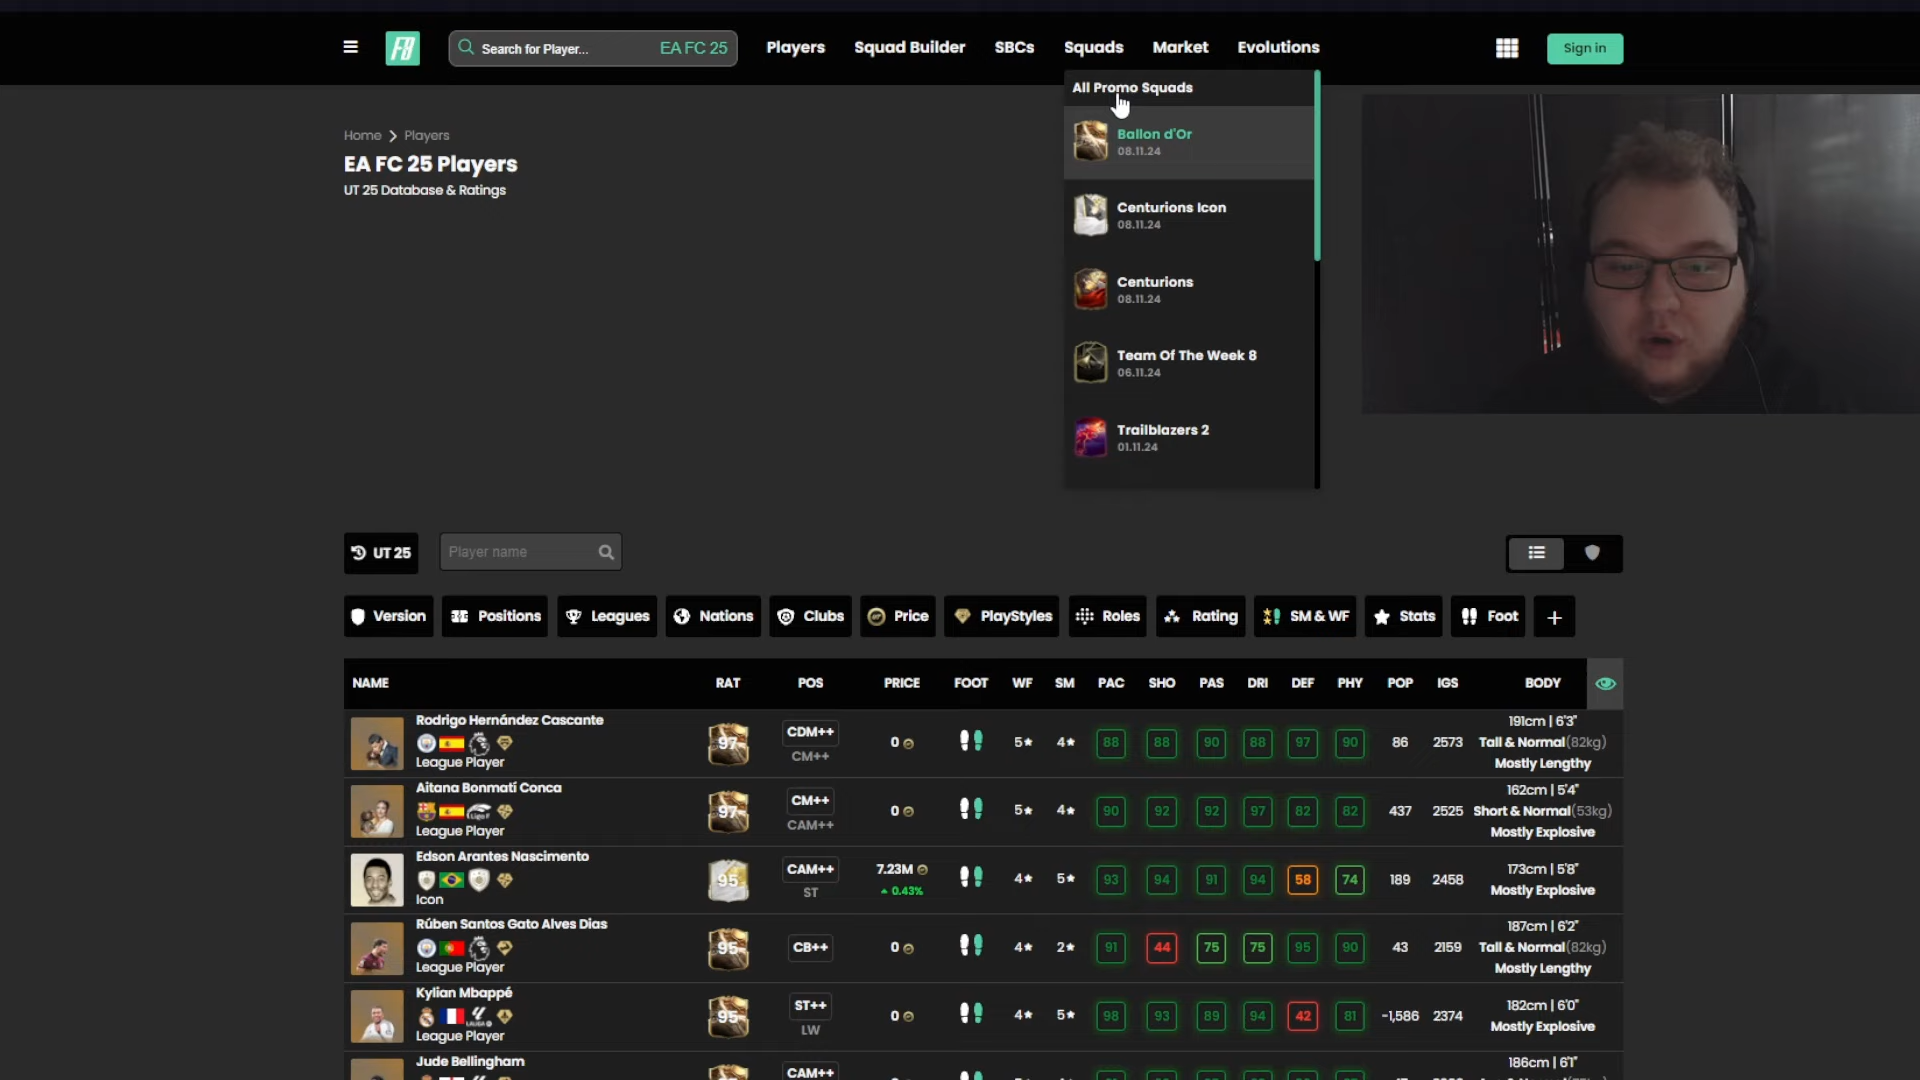 Search for Player... EA FC 25 Players Squad Builder SBCs Squads Market Evolutions Sign in
All Promo Squads
Ballon d'Or
08.11.24
Centurions Icon
08.11.24
Centurions
08.11.24
Team Of The Week 8
06.11.24
Trailblazers 2
01.11.24
Home Players
EA FC 25 Players
UT 25 Database & Ratings
UT 25 Player name
Version Positions Leagues Nations Clubs Price PlayStyles Roles Rating SM & WF Stats Foot +
NAME RAT POS PRICE FOOT WF SM PAC SHO PAS DRI DEF PHY POP IGS BODY
Rodrigo Hernández Cascante
League Player
97 CDM++
CM++
0 5★ 4★ 88 88 90 88 97 90 86 2573
191cm | 6'3"
Tall & Normal(82kg)
Mostly Lengthy
Aitana Bonmatí Conca
League Player
97 CM++
CAM++
0 5★ 4★ 90 92 92 97 82 82 437 2525
162cm | 5'4"
Short & Normal(53kg)
Mostly Explosive
Edson Arantes Nascimento
Icon
95 CAM++
ST
7.23M
▲ 0.43%
4★ 5★ 93 94 91 94 58 74 189 2458
173cm | 5'8"
Mostly Explosive
Rúben Santos Gato Alves Dias
League Player
95 CB++
0 4★ 2★ 91 44 75 75 95 90 43 2159
187cm | 6'2"
Tall & Normal(82kg)
Mostly Lengthy
Kylian Mbappé
League Player
95 ST++
LW
0 4★ 5★ 98 93 89 94 42 81 -1,586 2374
182cm | 6'0"
Mostly Explosive
Jude Bellingham
CAM++
186cm | 6'1"